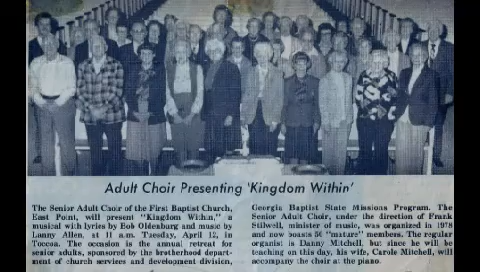 Adult Choir Presenting 'Kingdom Within'
The Senior Adult Choir of the First Baptist Church,
East Point, will present "Kingdom Within," a
musical with lyrics by Bob Oldenburg and music by
Lanny Allen, at 11 a.m. Tuesday, April 12, in
Toccoa. The occasion is the annual retreat for
senior adults, sponsored by the brotherhood depart-
ment of church services and development division,
Georgia Baptist State Missions Program. The
Senior Adult Choir, under the direction of Frank
Stilwell, minister of music, was organized in 1978
and now boasts 50 "mature" members. The regular
organist is Danny Mitchell, but since he will be
teaching on this day, his wife, Carole Mitchell, will
accompany the choir at the piano.